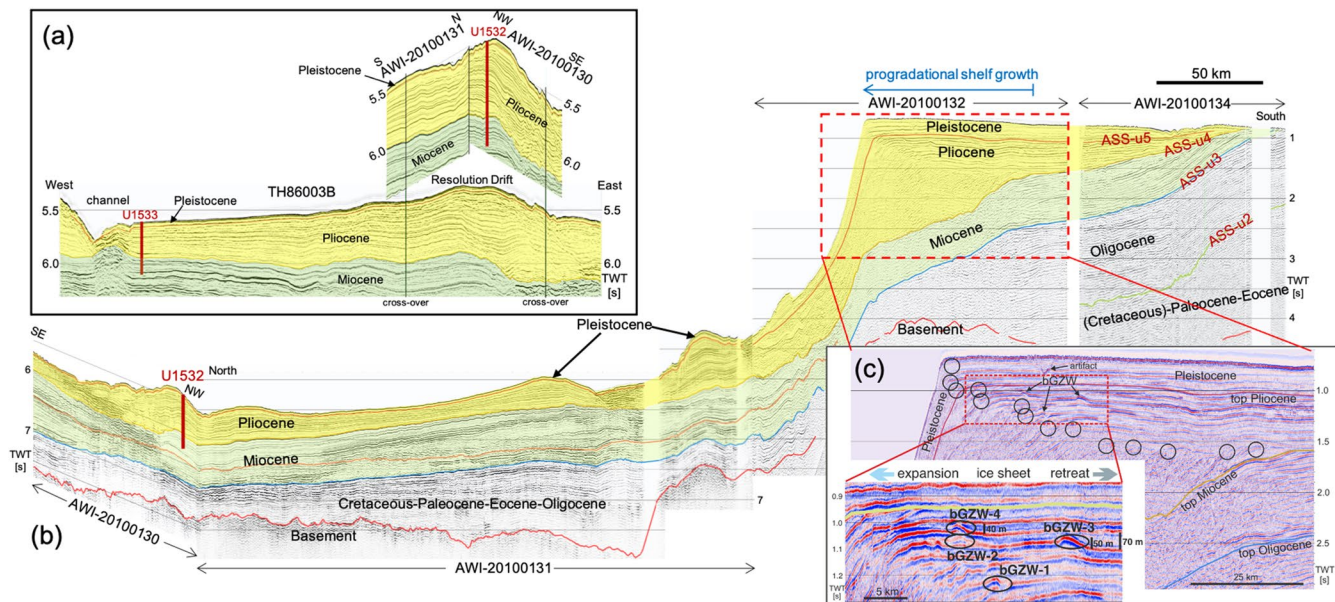 (a)
N
NW
U1532
S
AWI-20100131
AWI-20100130
SE
Pleistocene
5.5
5.5
Pliocene
6.0
6.0
Miocene
Resolution Drift
West
TH86003B
East
channel
Pleistocene
5.5
U1533
5.5
Pliocene
6.0
6.0
Miocene
TWT
[s]
cross-over
cross-over
progradational shelf growth
50 km
AWI-20100132
AWI-20100134
South
Pleistocene
Pliocene
ASS-u5
ASS-u4
1
ASS-u3
2
Miocene
Oligocene
ASS-u2
3
TWT
[s]
(Cretaceous)-Paleocene-Eocene
4
Basement
Pleistocene
SE
6
U1532
North
NW
6
Pliocene
7
TWT
[s]
Miocene
Cretaceous-Paleocene-Eocene-Oligocene
7
Basement
AWI-20100130
(b)
AWI-20100131
(c)
artifact
Pleistocene
bGZW
1.0
top Pliocene
Pleistocene
1.5
expansion
ice sheet
retreat
top Miocene
2.0
0.9
bGZW-4
1.0
40 m
bGZW-3
50 m
70 m
1.1
bGZW-2
top Oligocene
2.5
bGZW-1
1.2
TWT
[s]
5 km
25 km
TWT
[s]